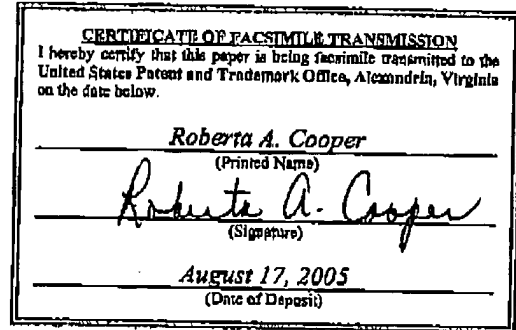 CERTIFICATE OF FACSIMILE TRANSMISSION
I hereby certify that this paper is being facsimile transmitted to the
United States Patent and Trademark Office, Alexandria, Virginia
on the date below.
Roberta A. Cooper
(Printed Name)
Roberta A. Cooper
(Signature)
August 17, 2005
(Date of Deposit)